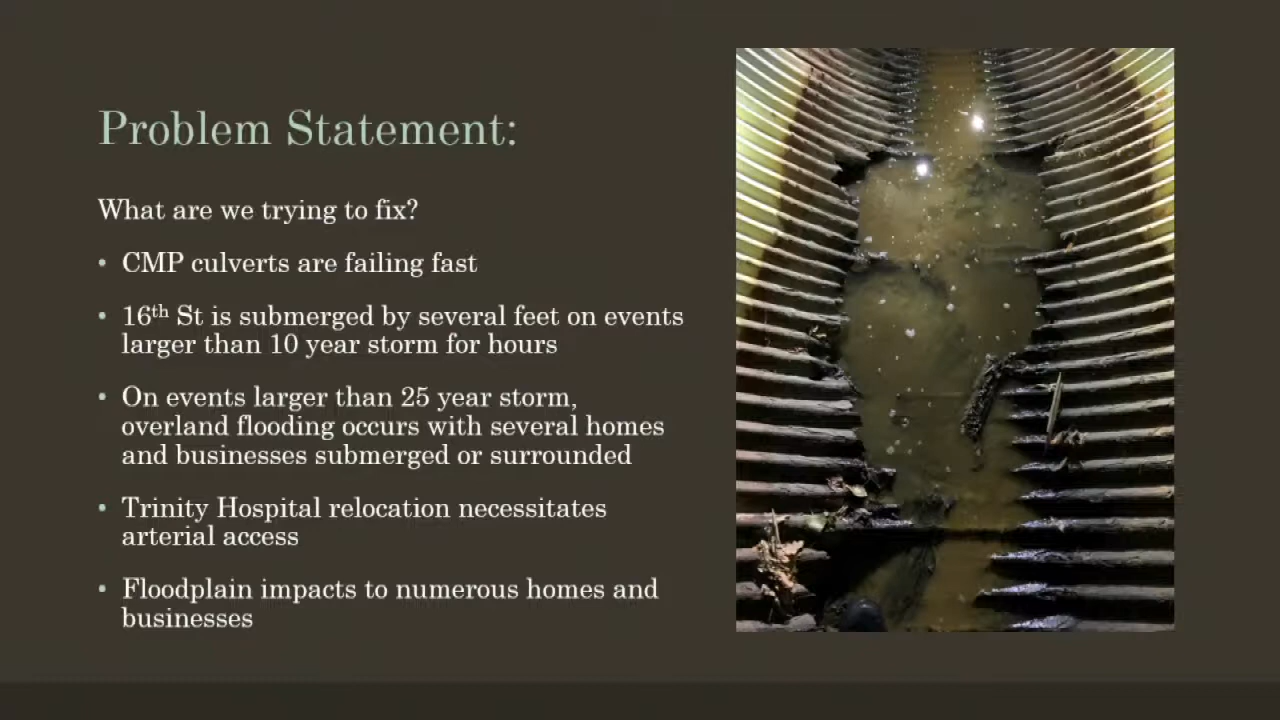 Problem Statement:
What are we trying to fix?
• CMP culverts are failing fast
• 16th St is submerged by several feet on events
larger than 10 year storm for hours
• On events larger than 25 year storm,
overland flooding occurs with several homes
and businesses submerged or surrounded
• Trinity Hospital relocation necessitates
arterial access
• Floodplain impacts to numerous homes and
businesses